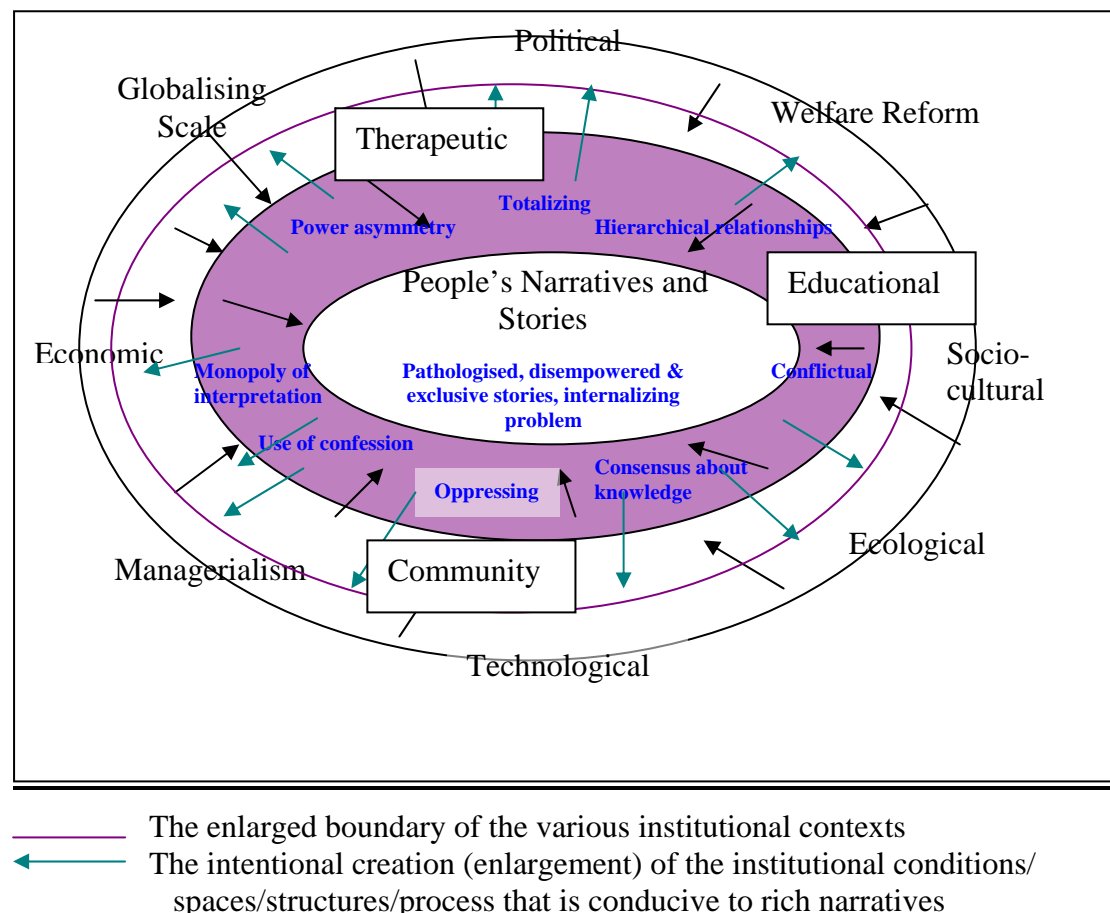 Political
Globalising
Scale
Welfare Reform
Therapeutic
Totalizing
Power asymmetry
Hierarchical relationships
People’s Narratives and
Stories
Educational
Economic
Socio-
cultural
Monopoly of
interpretation
Pathologised, disempowered &
exclusive stories, internalizing
problem
Conflictual
Use of confession
Consensus about
knowledge
Oppressing
Ecological
Managerialism
Community
Technological
The enlarged boundary of the various institutional contexts
The intentional creation (enlargement) of the institutional conditions/
spaces/structures/process that is conducive to rich narratives